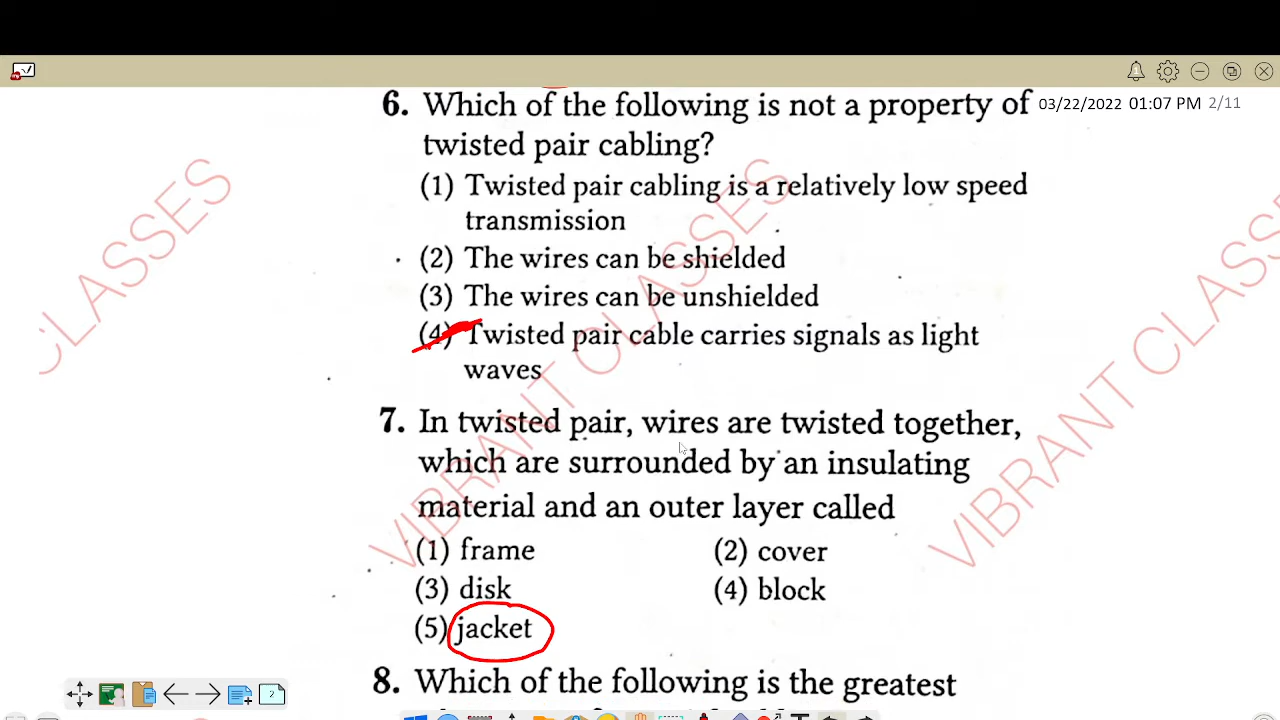 6. Which of the following is not a property of
03/22/2022 01:07 PM 2/11
twisted pair cabling?
(1) Twisted pair cabling is a relatively low speed
transmission
(2) The wires can be shielded
(3) The wires can be unshielded
(4) Twisted pair cable carries signals as light
waves
7. In twisted pair, wires are twisted together,
which are surrounded by an insulating
material and an outer layer called
(1) frame (2) cover
(3) disk (4) block
(5) jacket
8. Which of the following is the greatest
CLASSES
VIBRANT CLASSES
VIBRANT CLASSES